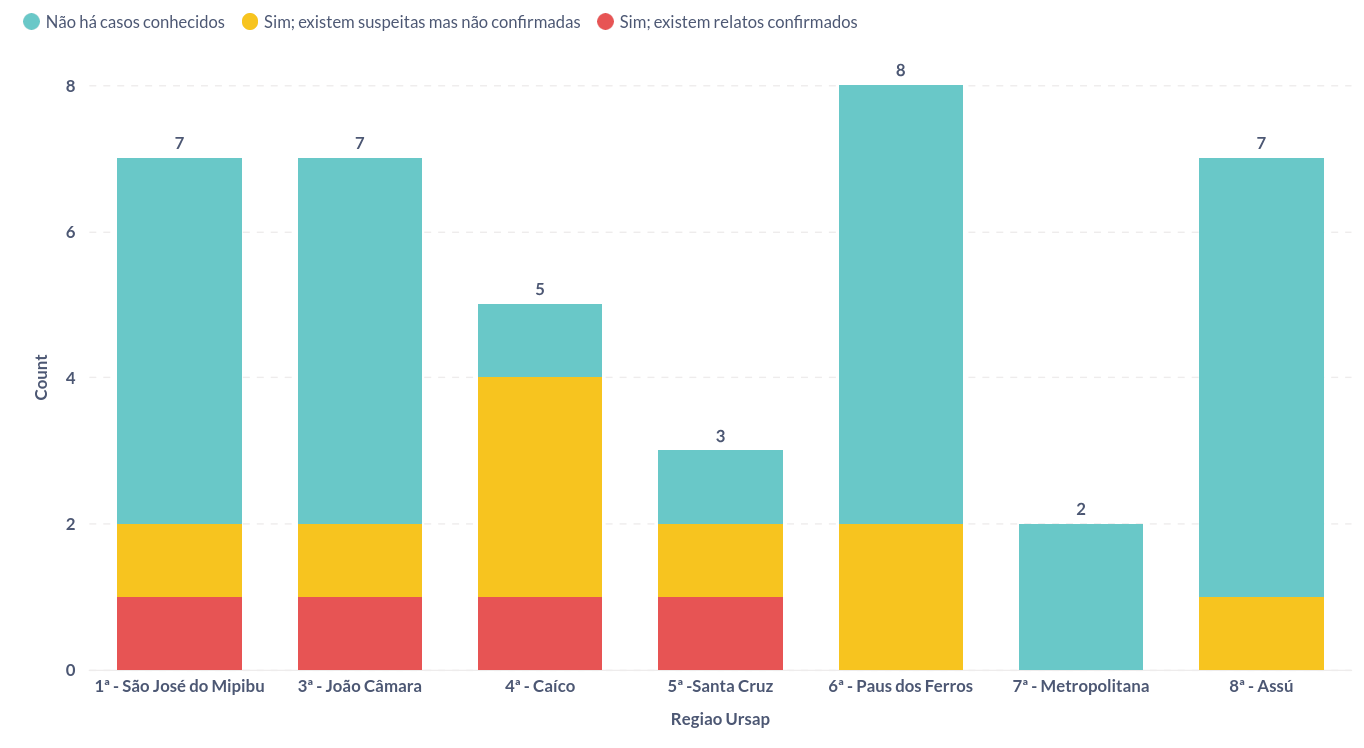 Não há casos conhecidos Sim; existem suspeitas mas não confirmadas Sim; existem relatos confirmados
8
8
7 7 7
6
5
4
3
2
2
0
Count
1ª - São José do Mipibu 3ª - João Câmara 4ª - Caíco 5ª -Santa Cruz 6ª - Paus dos Ferros 7ª - Metropolitana 8ª - Assú
Regiao Ursap